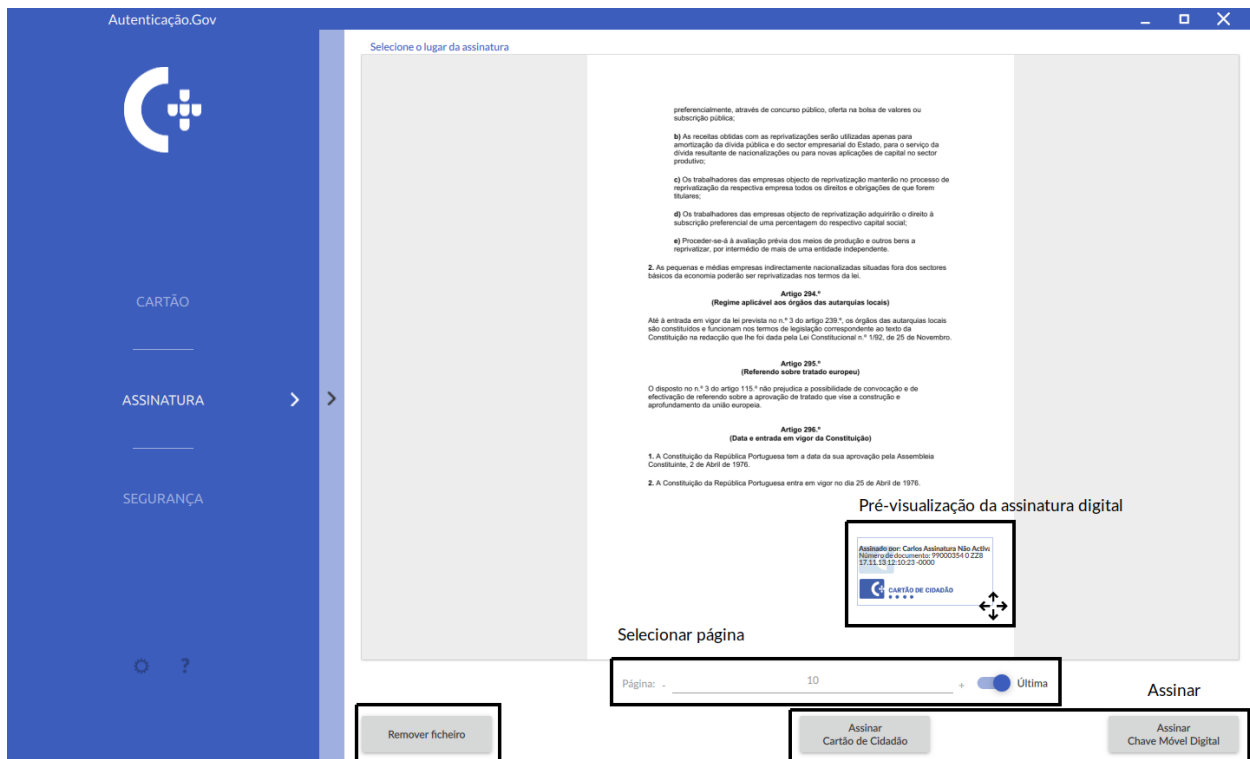 Autenticação.Gov
Selecione o lugar da assinatura
preferencialmente, através de concurso público, oferta na bolsa de valores ou
subscrição pública;
b) As receitas obtidas com as reprivatizações serão utilizadas apenas para
amortização da dívida pública e do sector empresarial do Estado, para o serviço da
dívida resultante de nacionalizações ou para novas aplicações de capital no sector
produtivo;
c) Os trabalhadores das empresas objecto de reprivatização manterão no processo de
reprivatização da respectiva empresa todos os direitos e obrigações de que forem
titulares;
d) Os trabalhadores das empresas objecto de reprivatização adquirirão o direito à
subscrição preferencial de uma percentagem do respectivo capital social;
e) Proceder-se-á à avaliação prévia dos meios de produção e outros bens a
reprivatizar, por intermédio de mais de uma entidade independente.
2. As pequenas e médias empresas indirectamente nacionalizadas situadas fora dos sectores
básicos da economia poderão ser reprivatizadas nos termos da lei.
Artigo 294.º
(Regime aplicável aos órgãos das autarquias locais)
Até à entrada em vigor da lei prevista no n.º 3 do artigo 239.º, os órgãos das autarquias locais
são constituídos e funcionam nos termos de legislação correspondente ao texto da
Constituição na redacção que lhe foi dada pela Lei Constitucional n.º 1/92, de 25 de Novembro.
Artigo 295.º
(Referendo sobre tratado europeu)
O disposto no n.º 3 do artigo 115.º não prejudica a possibilidade de convocação e de
efectivação de referendo sobre a aprovação de tratado que vise a construção e
aprofundamento da união europeia.
Artigo 296.º
(Data e entrada em vigor da Constituição)
1. A Constituição da República Portuguesa tem a data da sua aprovação pela Assembleia
Constituinte, 2 de Abril de 1976.
2. A Constituição da República Portuguesa entra em vigor no dia 25 de Abril de 1976.
CARTÃO
ASSINATURA
SEGURANÇA
?
Pré-visualização da assinatura digital
Assinado por: Carlos Assinatura Não Activa
Número de documento: 99000354 0 ZZ8
17.11.13 12:10:23 -0000
CARTÃO DE CIDADÃO
Selecionar página
Página: - 10 + Última
Assinar
Remover ficheiro
Assinar
Cartão de Cidadão
Assinar
Chave Móvel Digital